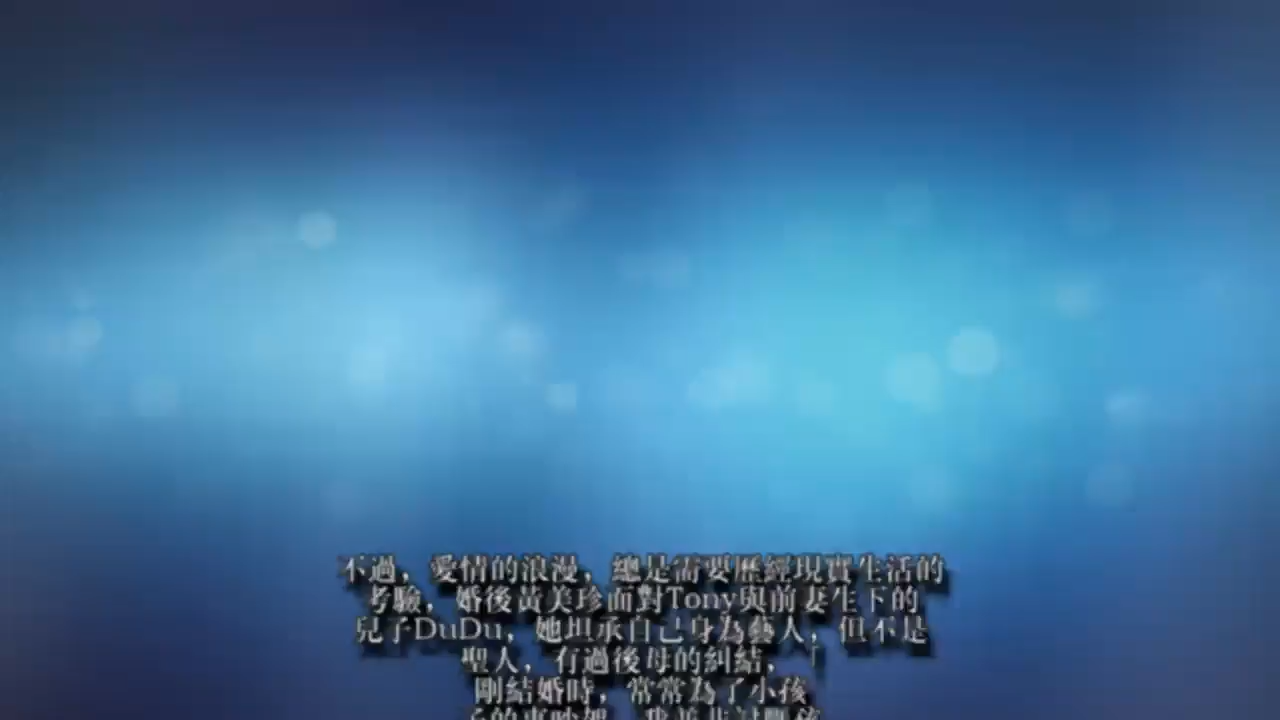 不過，愛情的浪漫，總是需要歷經現實生活的
考驗，婚後黃美珍面對Tony與前妻生下的
兒子DuDu，她坦承自己身為藝人，但不是
聖人，有過後母的糾結，「
剛結婚時，常常為了小孩